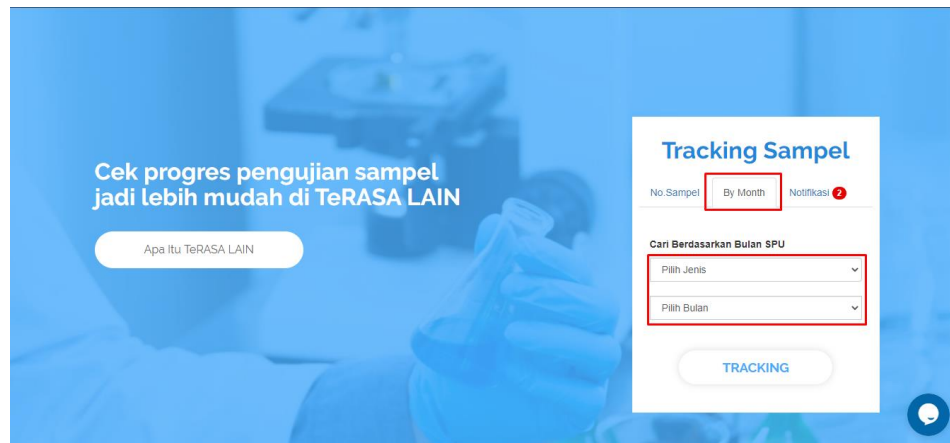 Cek progres pengujian sampel
jadi lebih mudah di TeRASA LAIN
Apa Itu TeRASA LAIN
Tracking Sampel
No.Sampel By Month Notifikasi 2
Cari Berdasarkan Bulan SPU
Pilih Jenis
Pilih Bulan
TRACKING